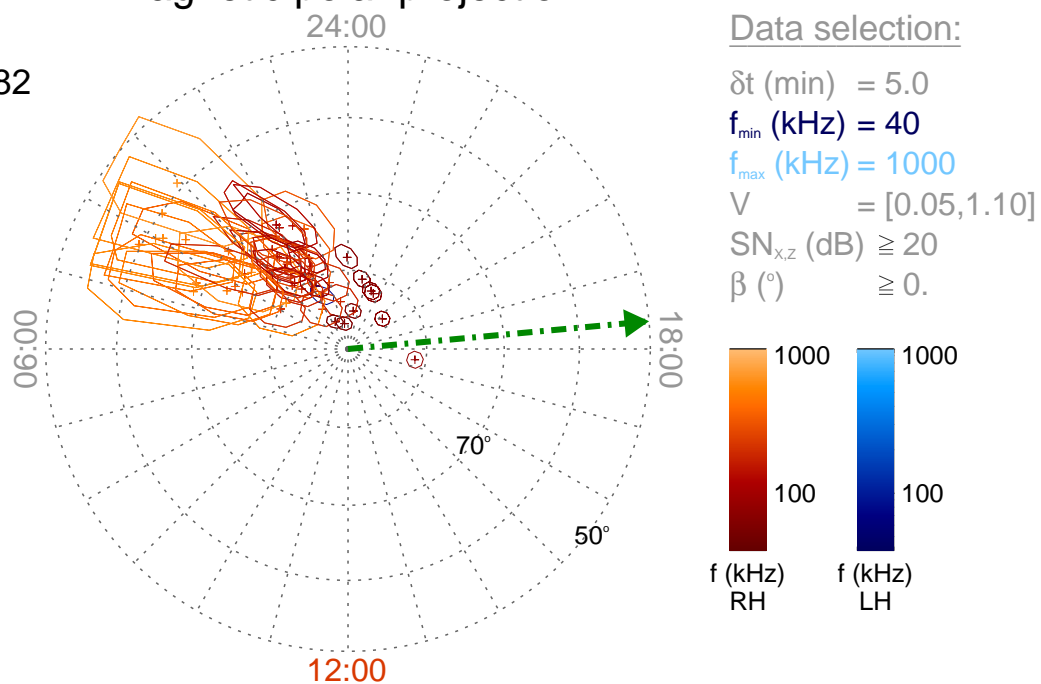 24:00
82
06:00
18:00
70°
50°
12:00
Data selection:
δt (min) = 5.0
f_min (kHz) = 40
f_max (kHz) = 1000
V = [0.05,1.10]
SN_x,z (dB) ≧ 20
β (°) ≧ 0.
1000 1000
100 100
f (kHz) f (kHz)
RH LH